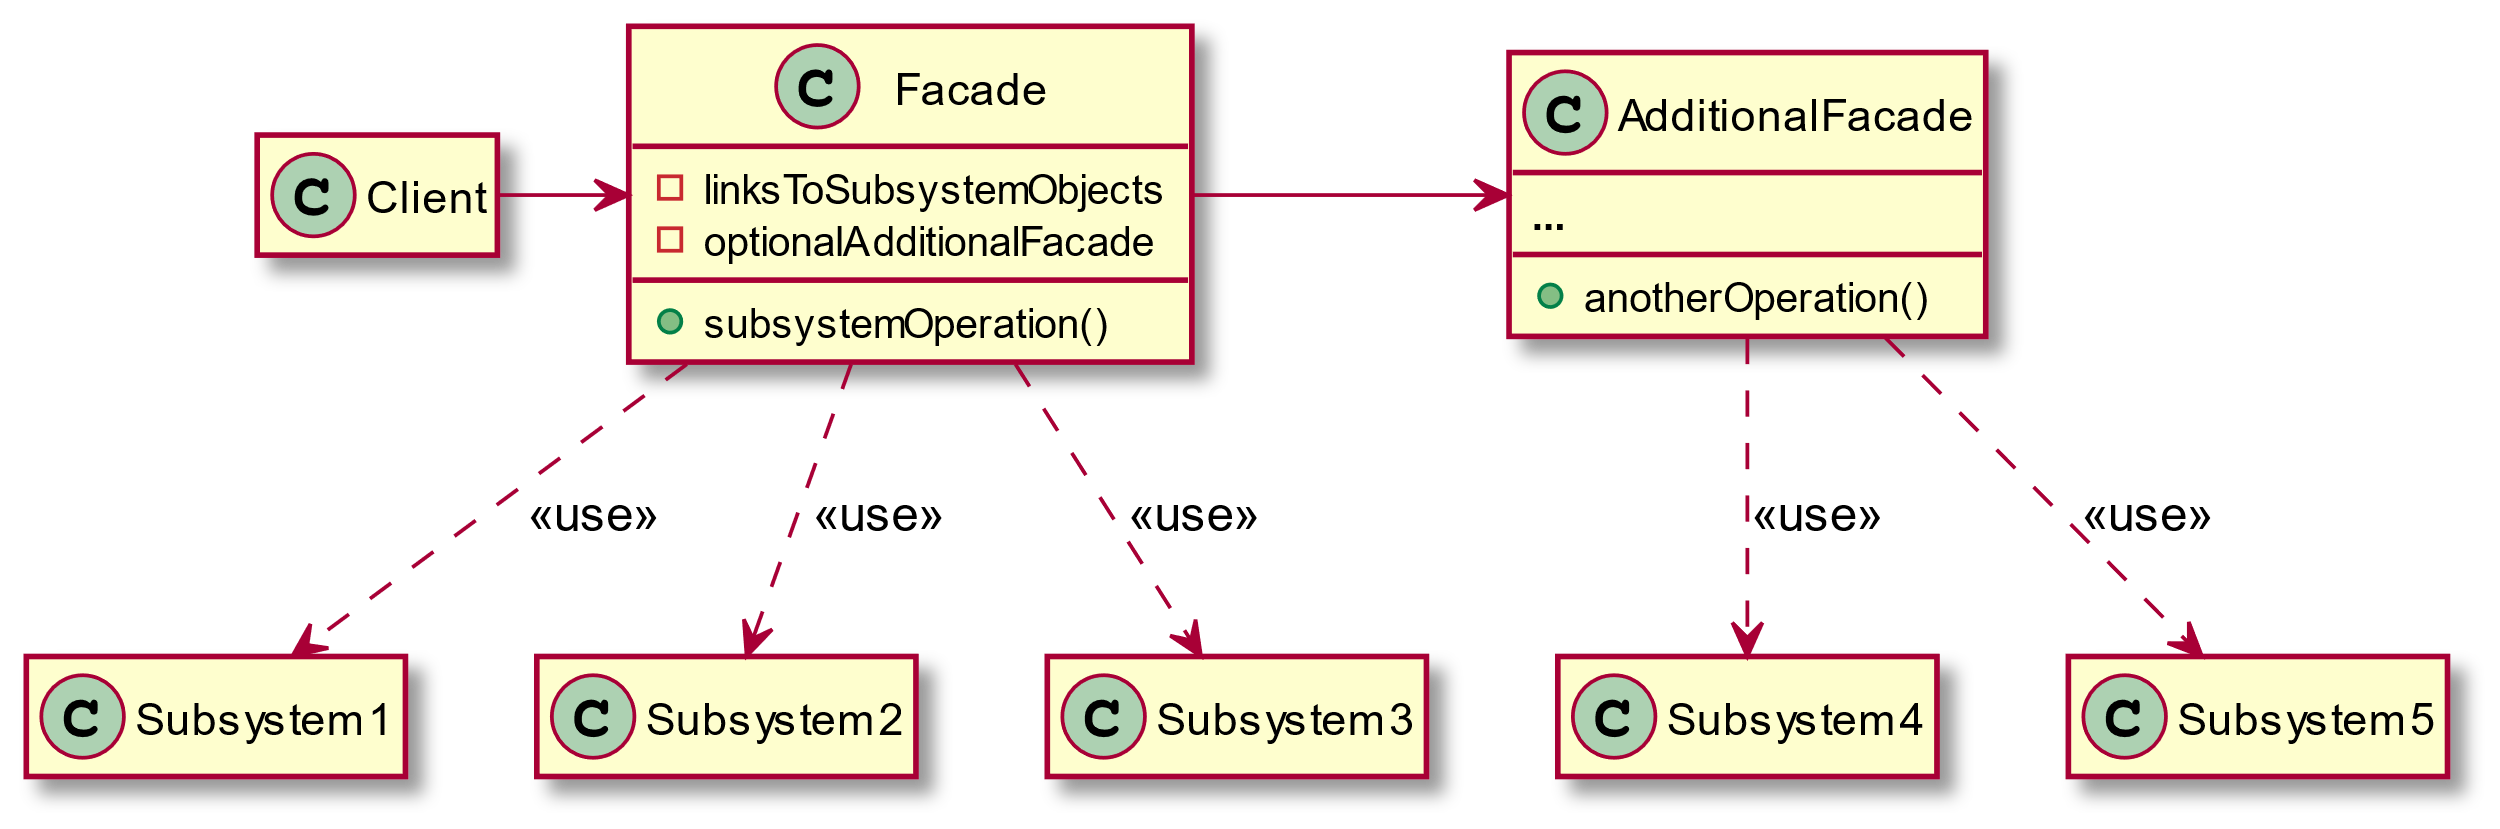 C Facade
linksToSubsystemObjects
optionalAdditionalFacade
subsystemOperation()
C AdditionalFacade
...
anotherOperation()
C Client
«use»
«use»
«use»
«use»
«use»
C Subsystem1
C Subsystem2
C Subsystem3
C Subsystem4
C Subsystem5